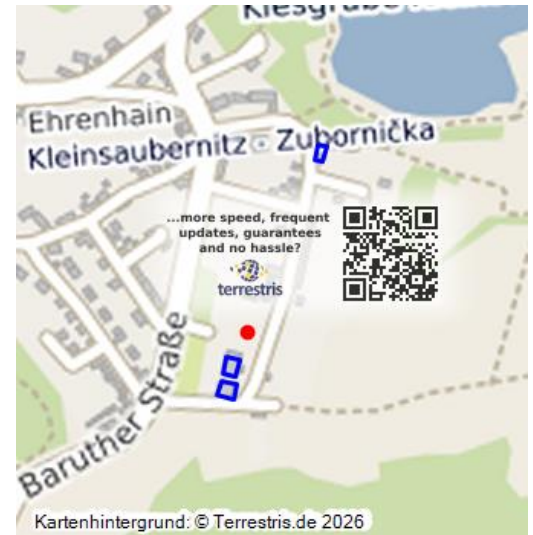 Ehrenhain
Kleinsaubernitz - Zubornička
...more speed, frequent
updates, guarantees
and no hassle?
terrestris
Baruther Straße
Kartenhintergrund: © Terrestris.de 2026